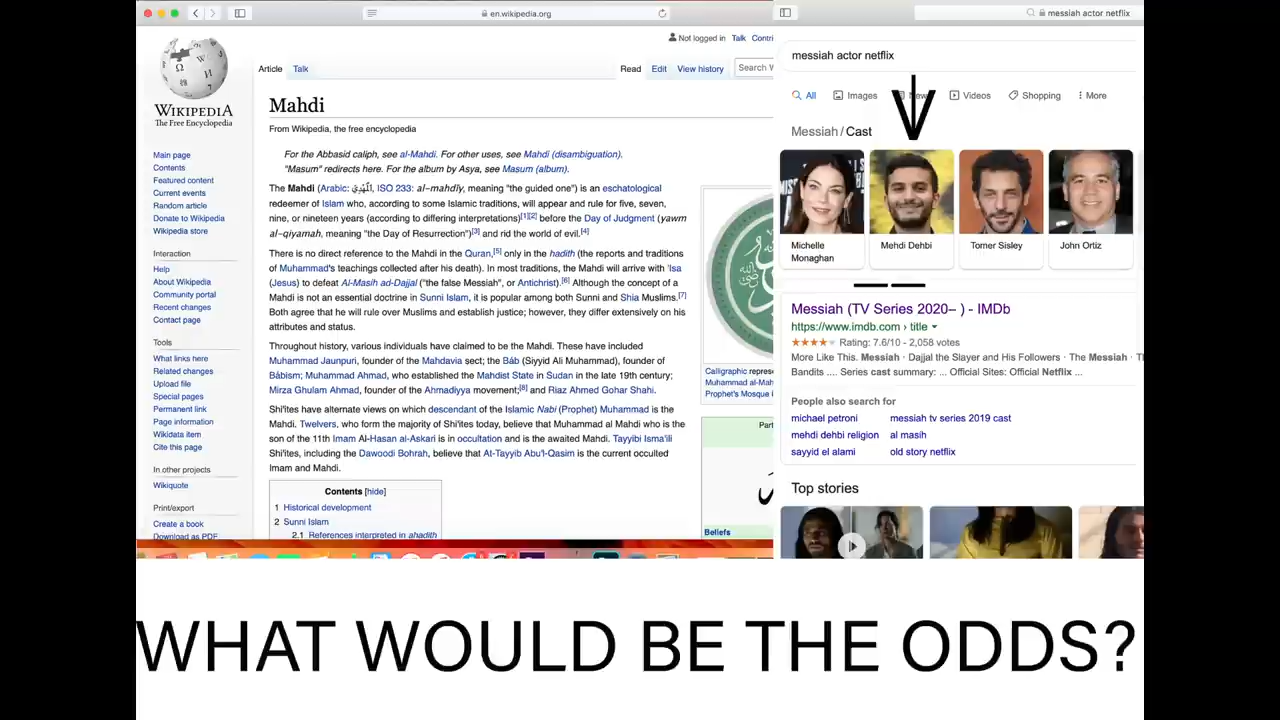 en.wikipedia.org
messiah actor netflix
Not logged in Talk Contri
Article Talk
Read Edit View history Search W
WIKIPEDIA
The Free Encyclopedia
Main page
Contents
Featured content
Current events
Random article
Donate to Wikipedia
Wikipedia store
Interaction
Help
About Wikipedia
Community portal
Recent changes
Contact page
Tools
What links here
Related changes
Upload file
Special pages
Permanent link
Page information
Wikidata item
Cite this page
In other projects
Wikiquote
Print/export
Create a book
Download as PDF
Mahdi
From Wikipedia, the free encyclopedia
For the Abbasid caliph, see al-Mahdi. For other uses, see Mahdi (disambiguation).
"Masum" redirects here. For the album by Asya, see Masum (album).
The Mahdi (Arabic: ٱلْمَهْدِيّ, ISO 233: al-mahdīy, meaning "the guided one") is an eschatological
redeemer of Islam who, according to some Islamic traditions, will appear and rule for five, seven,
nine, or nineteen years (according to differing interpretations)[1][2] before the Day of Judgment (yawm
al-qiyamah, meaning "the Day of Resurrection")[3] and rid the world of evil.[4]
There is no direct reference to the Mahdi in the Quran,[5] only in the hadith (the reports and traditions
of Muhammad's teachings collected after his death). In most traditions, the Mahdi will arrive with 'Isa
(Jesus) to defeat Al-Masih ad-Dajjal ("the false Messiah", or Antichrist).[6] Although the concept of a
Mahdi is not an essential doctrine in Sunni Islam, it is popular among both Sunni and Shia Muslims.[7]
Both agree that he will rule over Muslims and establish justice; however, they differ extensively on his
attributes and status.
Throughout history, various individuals have claimed to be the Mahdi. These have included
Muhammad Jaunpuri, founder of the Mahdavia sect; the Báb (Siyyid Ali Muhammad), founder of
Bábism; Muhammad Ahmad, who established the Mahdist State in Sudan in the late 19th century;
Mirza Ghulam Ahmad, founder of the Ahmadiyya movement;[8] and Riaz Ahmed Gohar Shahi.
Shi'ites have alternate views on which descendant of the Islamic Nabi (Prophet) Muhammad is the
Mahdi. Twelvers, who form the majority of Shi'ites today, believe that Muhammad al Mahdi who is the
son of the 11th Imam Al-Hasan al-Askari is in occultation and is the awaited Mahdi. Tayyibi Isma'ili
Shi'ites, including the Dawoodi Bohrah, believe that At-Tayyib Abu'l-Qasim is the current occulted
Imam and Mahdi.
Contents [hide]
1 Historical development
2 Sunni Islam
2.1 References interpreted in ahadith
Calligraphic repres
Muhammad al-Mah
Prophet's Mosque i
Part
Beliefs
messiah actor netflix
All Images News Videos Shopping More
Messiah / Cast
Michelle
Monaghan
Mehdi Dehbi
Tomer Sisley
John Ortiz
Messiah (TV Series 2020– ) - IMDb
https://www.imdb.com › title
Rating: 7.6/10 - 2,058 votes
More Like This. Messiah · Dajjal the Slayer and His Followers · The Messiah · T
Bandits .... Series cast summary: ... Official Sites: Official Netflix ...
People also search for
michael petroni messiah tv series 2019 cast
mehdi dehbi religion al masih
sayyid el alami old story netflix
Top stories
WHAT WOULD BE THE ODDS?